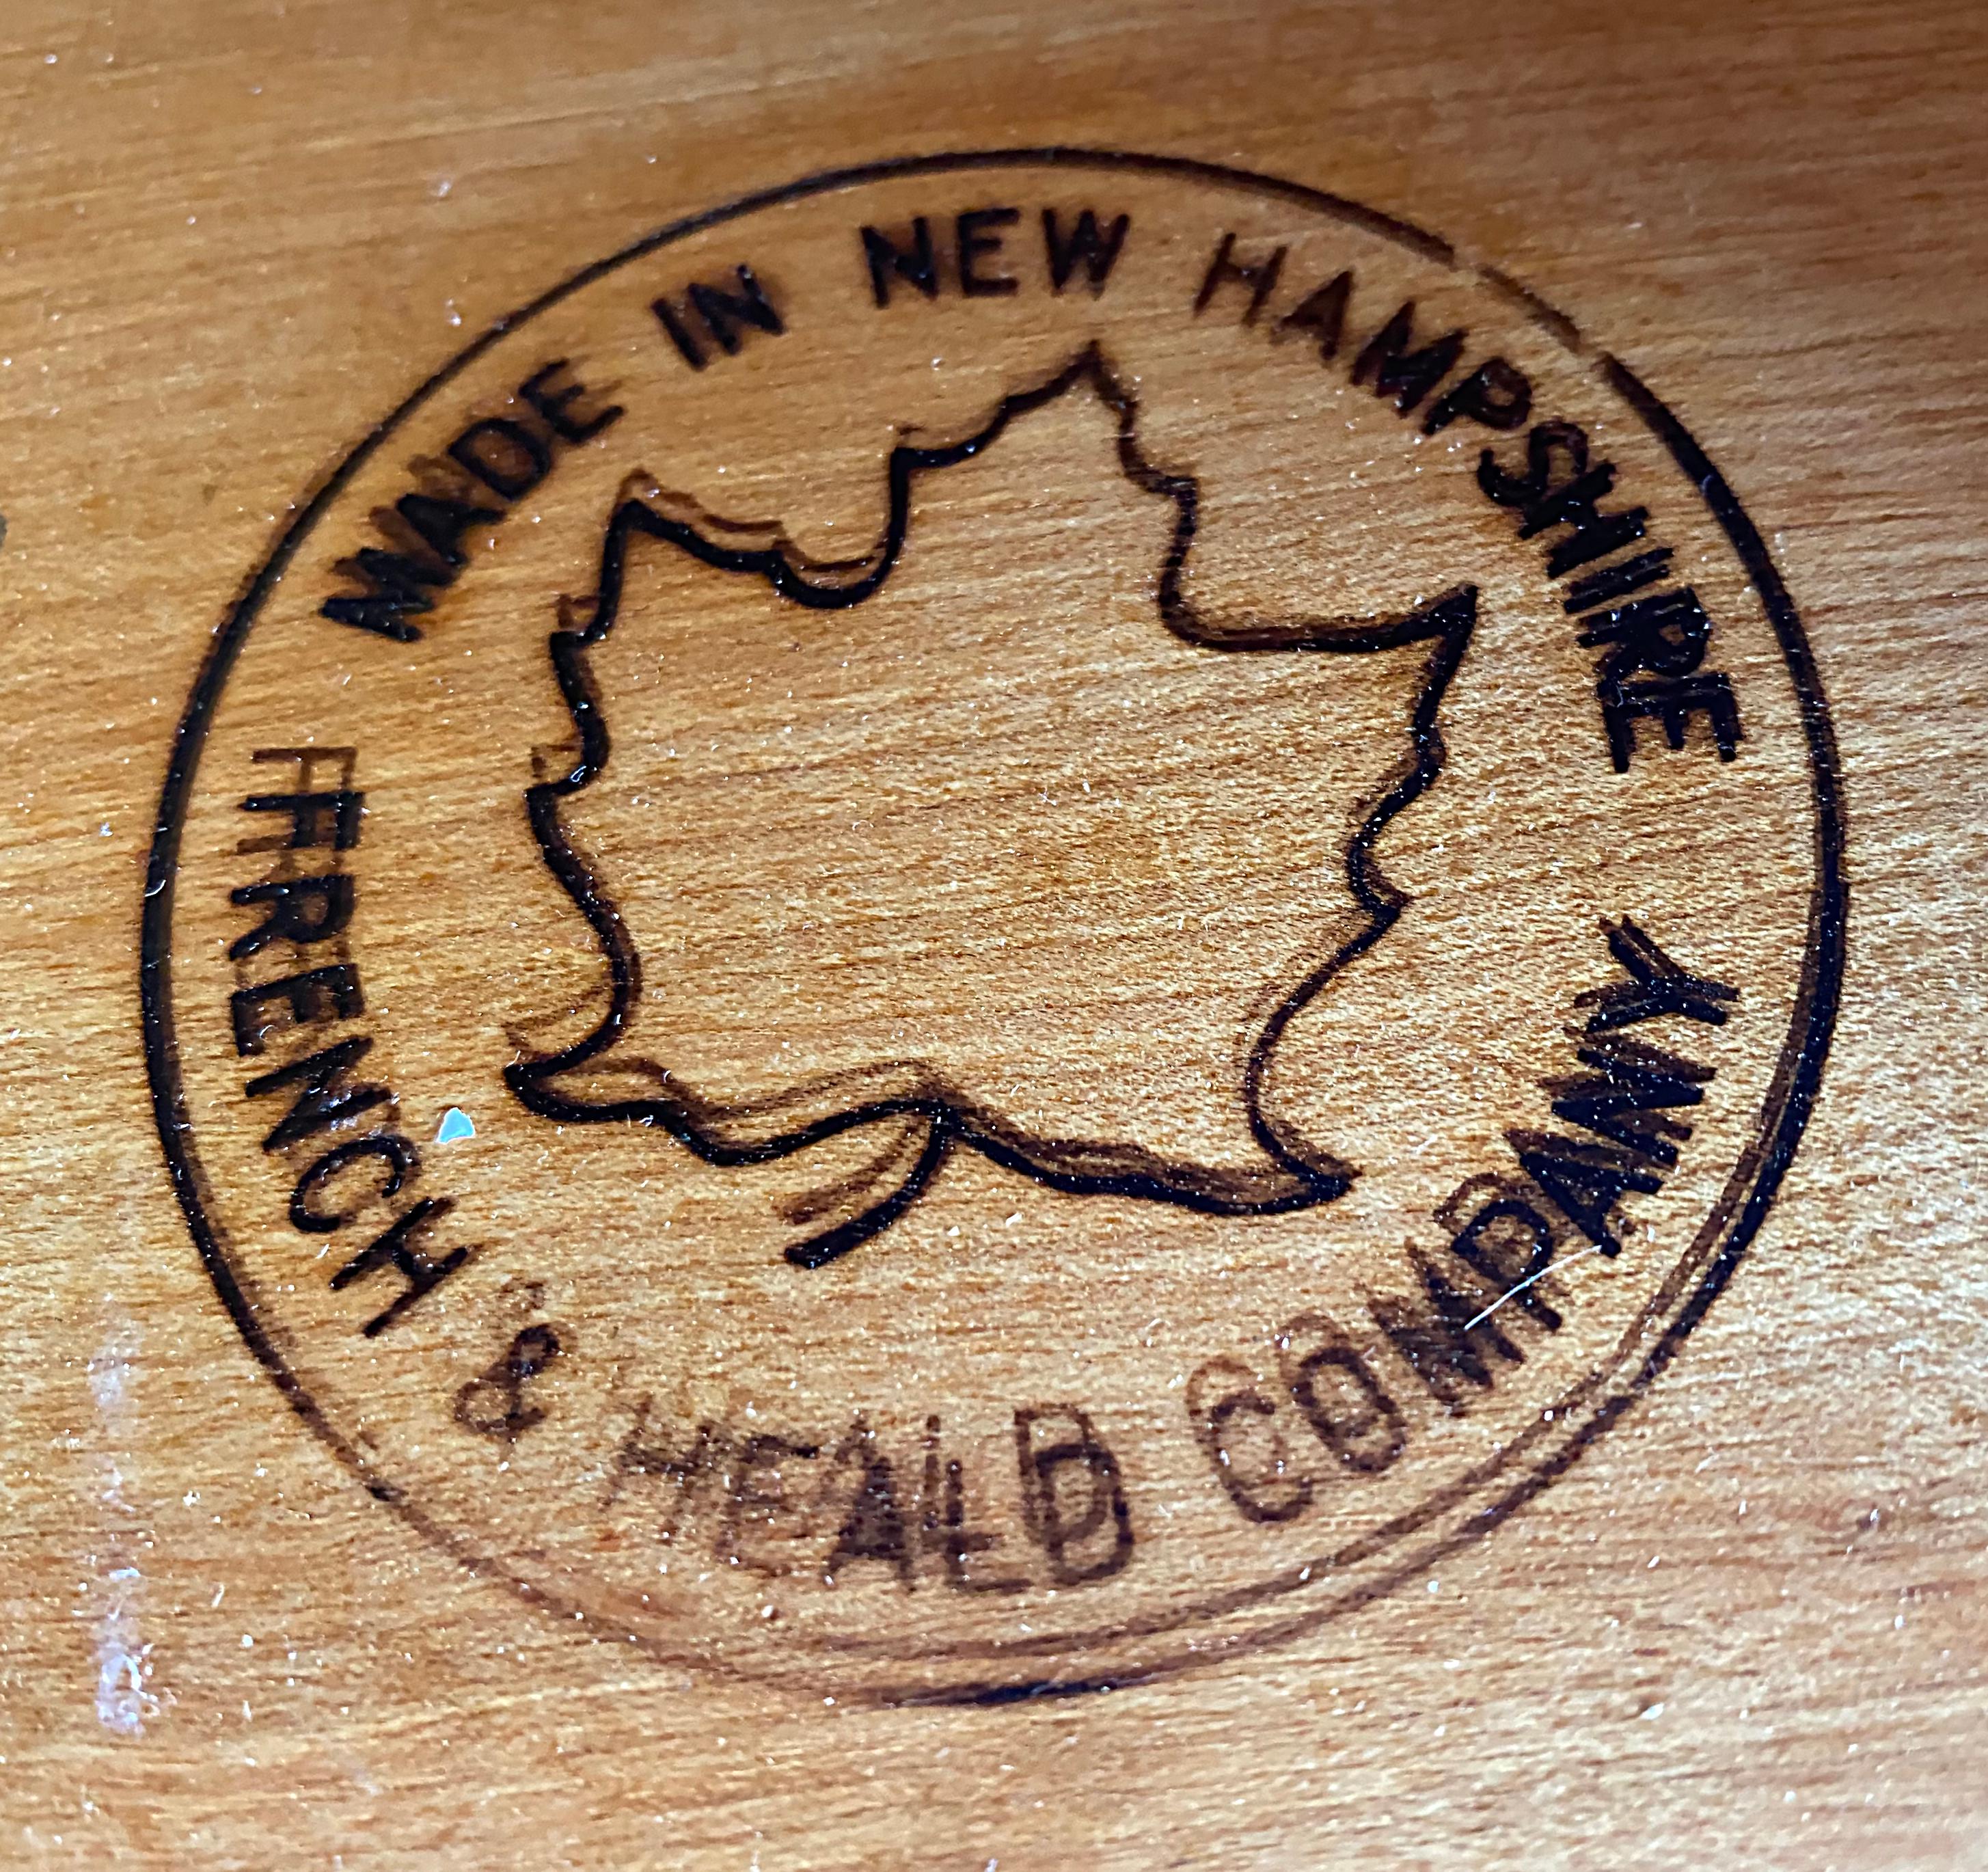 MADE IN NEW HAMPSHIRE
FRENCH & HEALD COMPANY